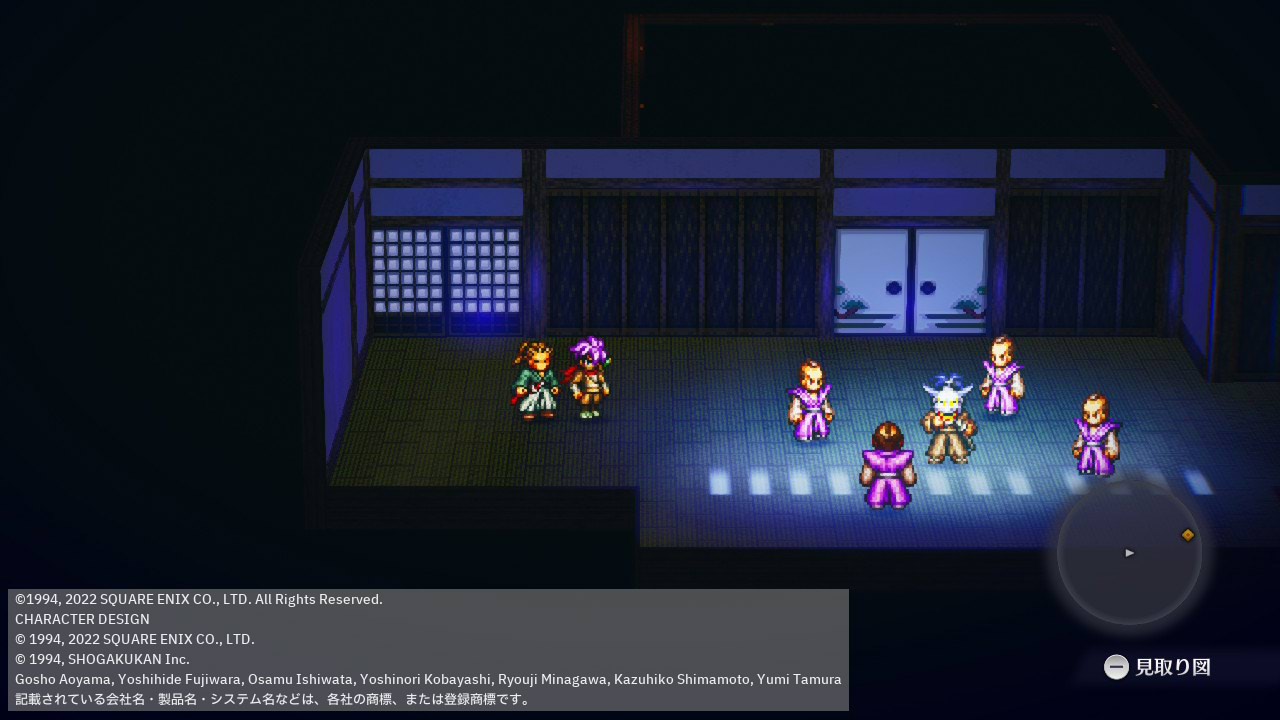 ©1994, 2022 SQUARE ENIX CO., LTD. All Rights Reserved.
CHARACTER DESIGN
© 1994, 2022 SQUARE ENIX CO., LTD.
© 1994, SHOGAKUKAN Inc.
Gosho Aoyama, Yoshihide Fujiwara, Osamu Ishiwata, Yoshinori Kobayashi, Ryouji Minagawa, Kazuhiko Shimamoto, Yumi Tamura
記載されている会社名・製品名・システム名などは、各社の商標、または登録商標です。
見取り図